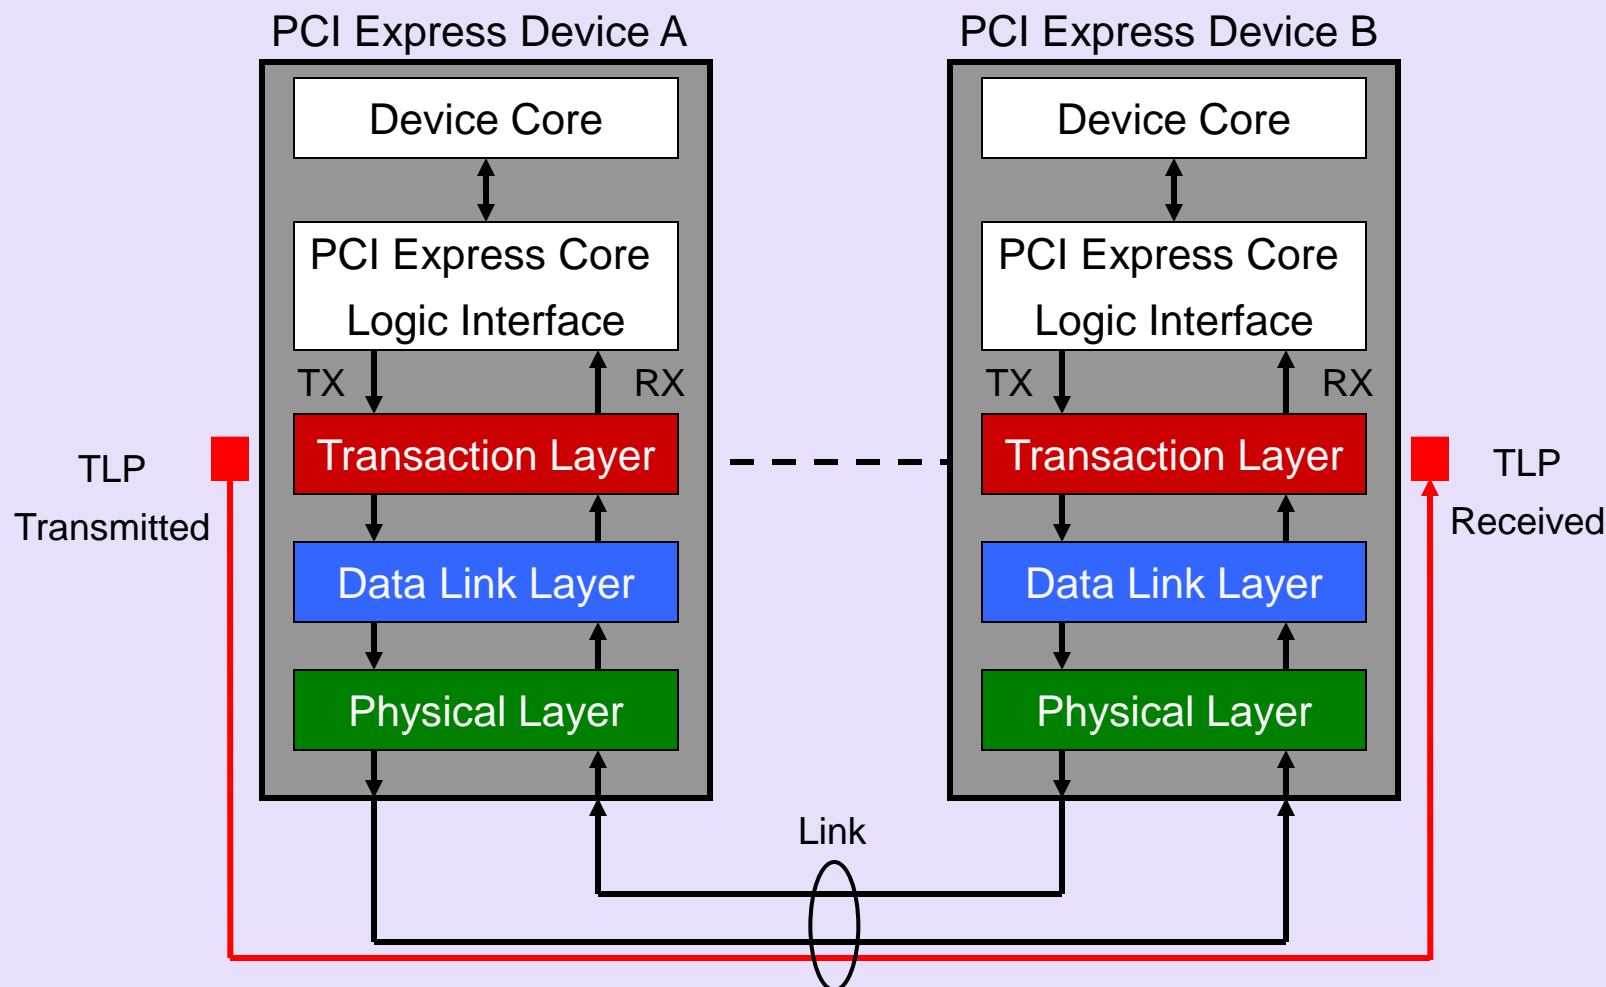 PCI Express Device A
PCI Express Device B
Device Core
Device Core
PCI Express Core
Logic Interface
PCI Express Core
Logic Interface
TX
RX
TX
RX
TLP
Transmitted
Transaction Layer
Transaction Layer
TLP
Received
Data Link Layer
Data Link Layer
Physical Layer
Physical Layer
Link